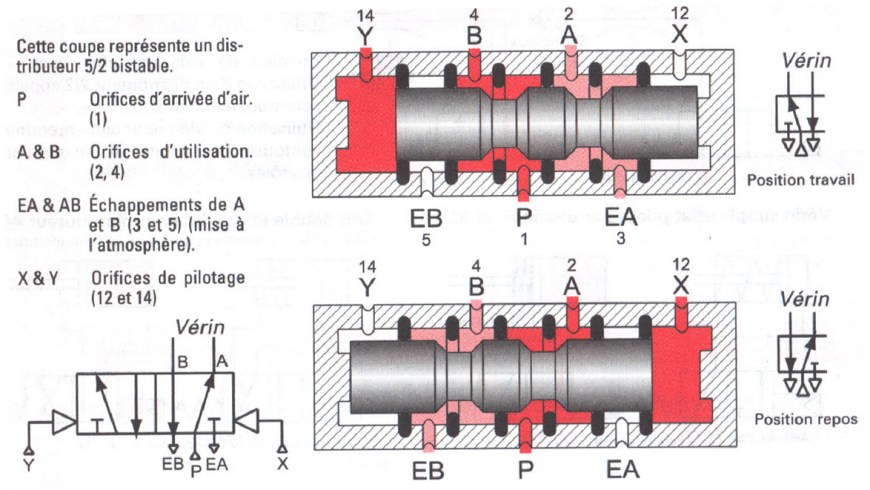 Cette coupe représente un dis-
tributeur 5/2 bistable.
P Orifices d'arrivée d'air.
(1)
A & B Orifices d'utilisation.
(2, 4)
EA & AB Échappements de A
et B (3 et 5) (mise à
l'atmosphère).
X & Y Orifices de pilotage
(12 et 14)
14 4 2 12
Y B A X
EB P EA
5 1 3
Vérin
Position travail
14 4 2 12
Y B A X
EB P EA
Vérin
Position repos
Vérin
B A
Y EB P EA X